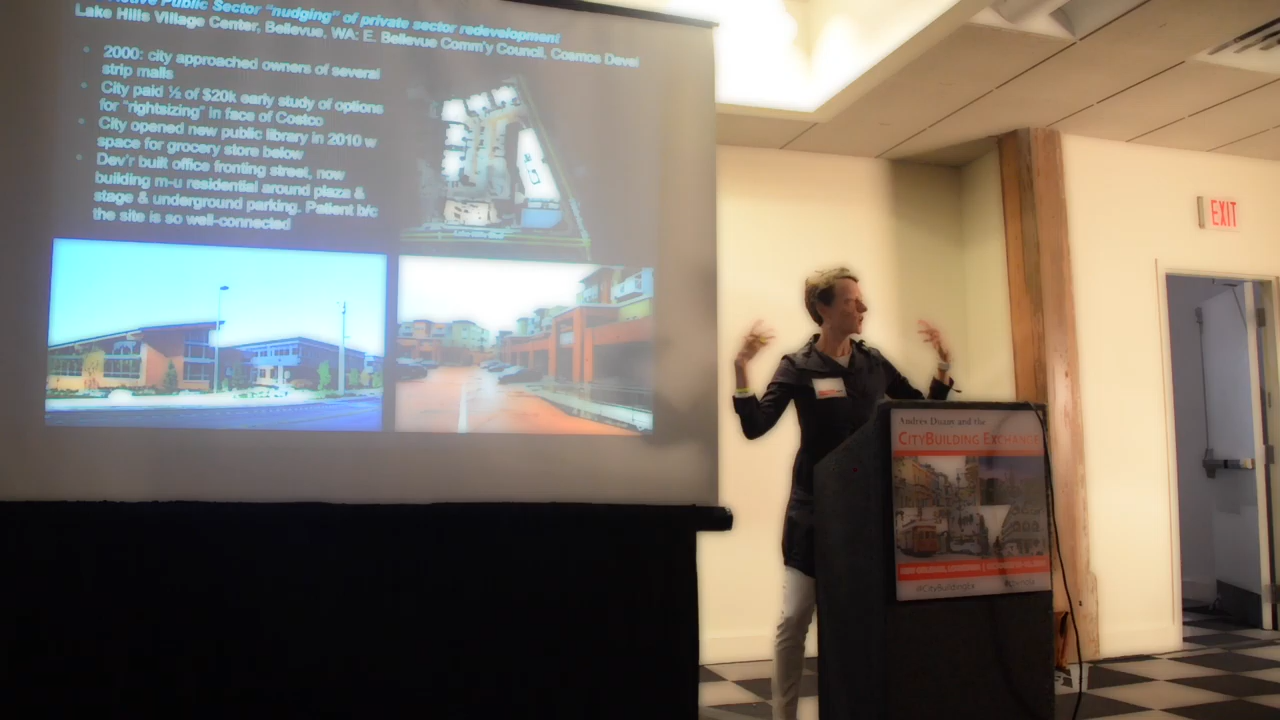 Public Sector "nudging" of private sector redevelopment
Lake Hills Village Center, Bellevue, WA: E. Bellevue Comm'y Council, Cosmos Devel
2000: city approached owners of several
strip malls
City paid ½ of $20k early study of options
for "rightsizing" in face of Costco
City opened new public library in 2010 w
space for grocery store below
Dev'r built office fronting street, now
building m-u residential around plaza &
stage & underground parking. Patient b/c
the site is so well-connected
EXIT
Andres Duany and the
CITYBUILDING EXCHANGE